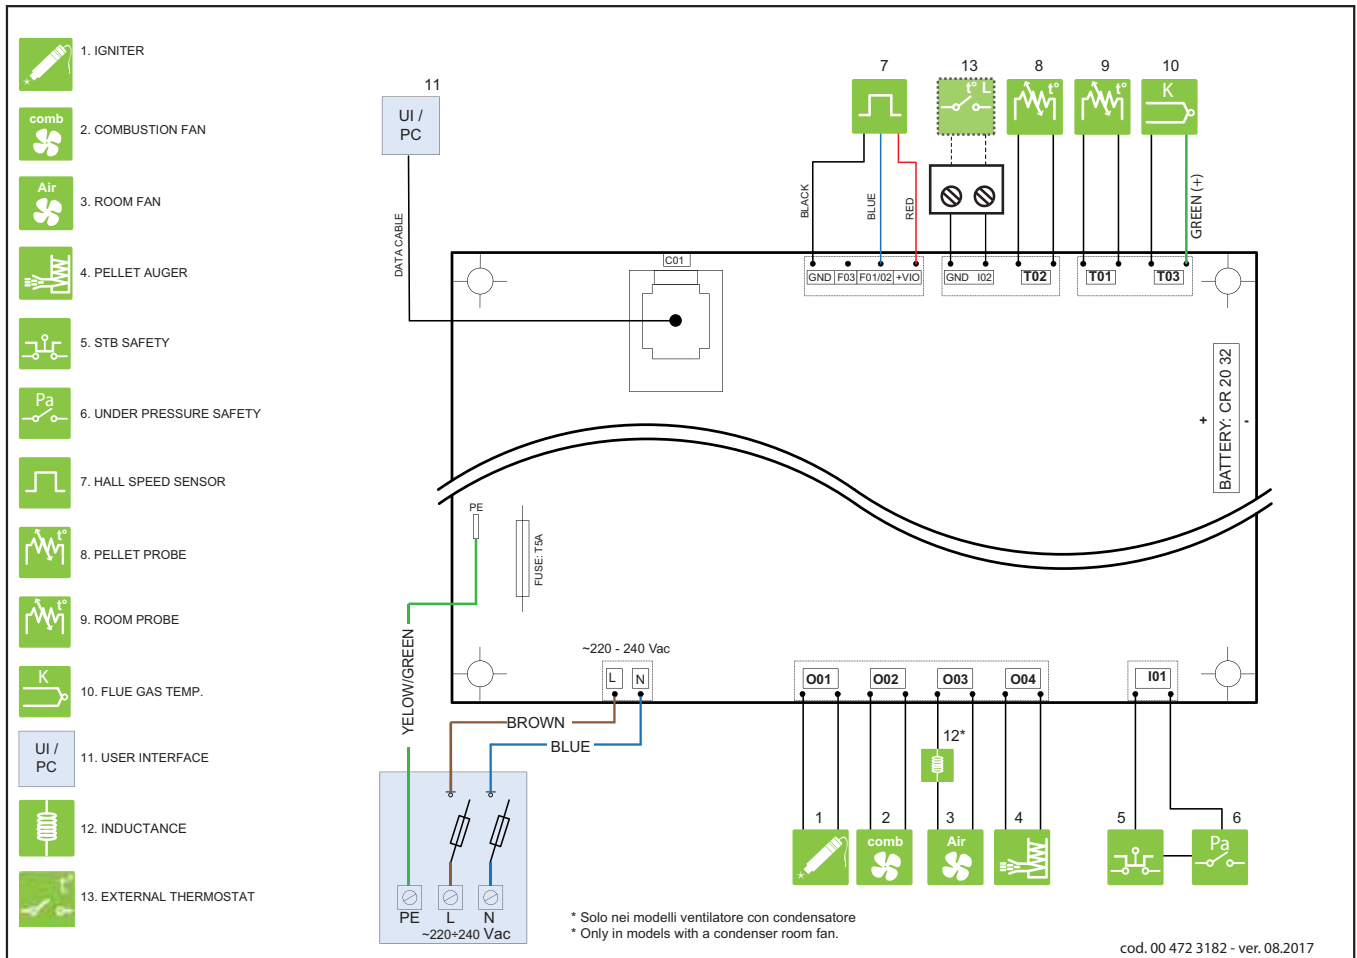 1. IGNITER
comb
2. COMBUSTION FAN
Air
3. ROOM FAN
4. PELLET AUGER
5. STB SAFETY
Pa
6. UNDER PRESSURE SAFETY
7. HALL SPEED SENSOR
t°
8. PELLET PROBE
t°
9. ROOM PROBE
K
10. FLUE GAS TEMP.
UI /
PC
11. USER INTERFACE
12. INDUCTANCE
t°
13. EXTERNAL THERMOSTAT
11
UI /
PC
DATA CABLE
7
13
8
9
10
t° L
t°
t°
K
BLACK
BLUE
RED
GREEN (+)
C01
GND F03 F01/02 +VIO
GND I02
T02
T01
T03
BATTERY: CR 20 32
+
-
PE
FUSE: T5A
YELOW/GREEN
~220 - 240 Vac
L N
BROWN
BLUE
O01
O02
O03
O04
I01
12*
1
2
3
4
5
6
comb
Air
Pa
PE L N
~220÷240 Vac
* Solo nei modelli ventilatore con condensatore
* Only in models with a condenser room fan.
cod. 00 472 3182 - ver. 08.2017